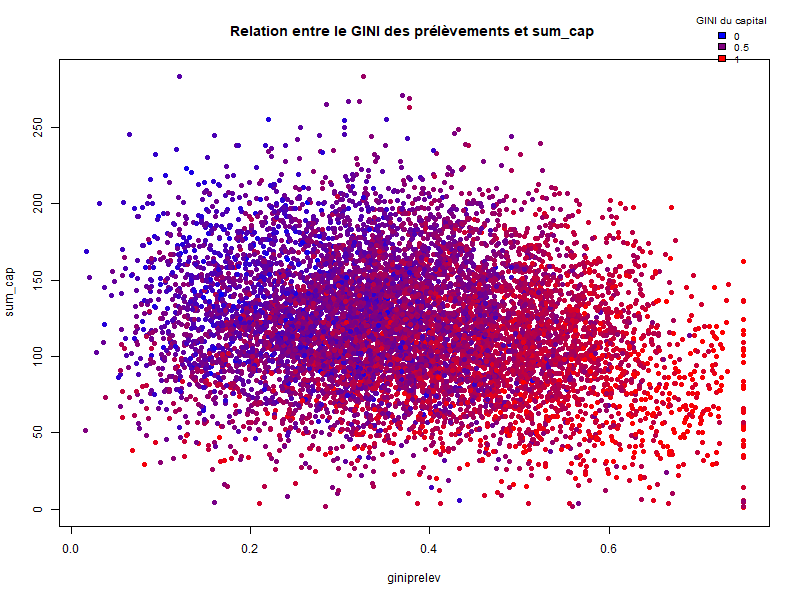 GINI du capital
Relation entre le GINI des prélèvements et sum_cap
0
0.5
1
250
200
150
100
50
0
sum_cap
0.0 0.2 0.4 0.6
giniprelev